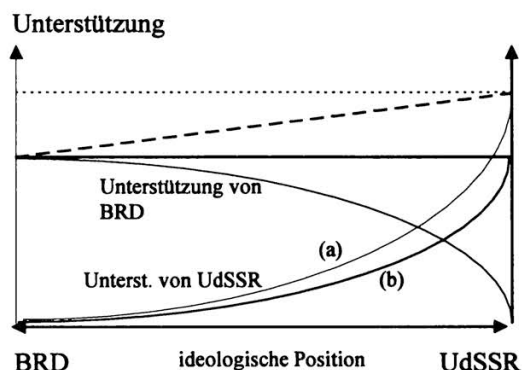 Unterstützung
Unterstützung von
BRD
(a)
Unterst. von UdSSR
(b)
BRD
ideologische Position
UdSSR